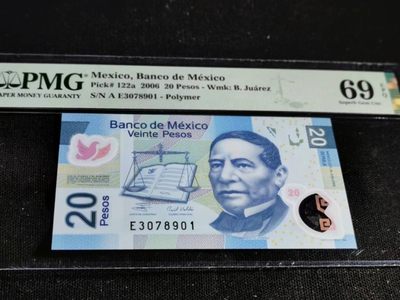 PMG
PAPER MONEY GUARANTY
Mexico, Banco de México
Pick# 122a 2006 20 Pesos - Wmk: B. Juárez
S/N A E3078901 - Polymer
69 EPQ
Superb Gem Unc
Banco de México
Veinte Pesos
20
20
20
Pesos
E3078901